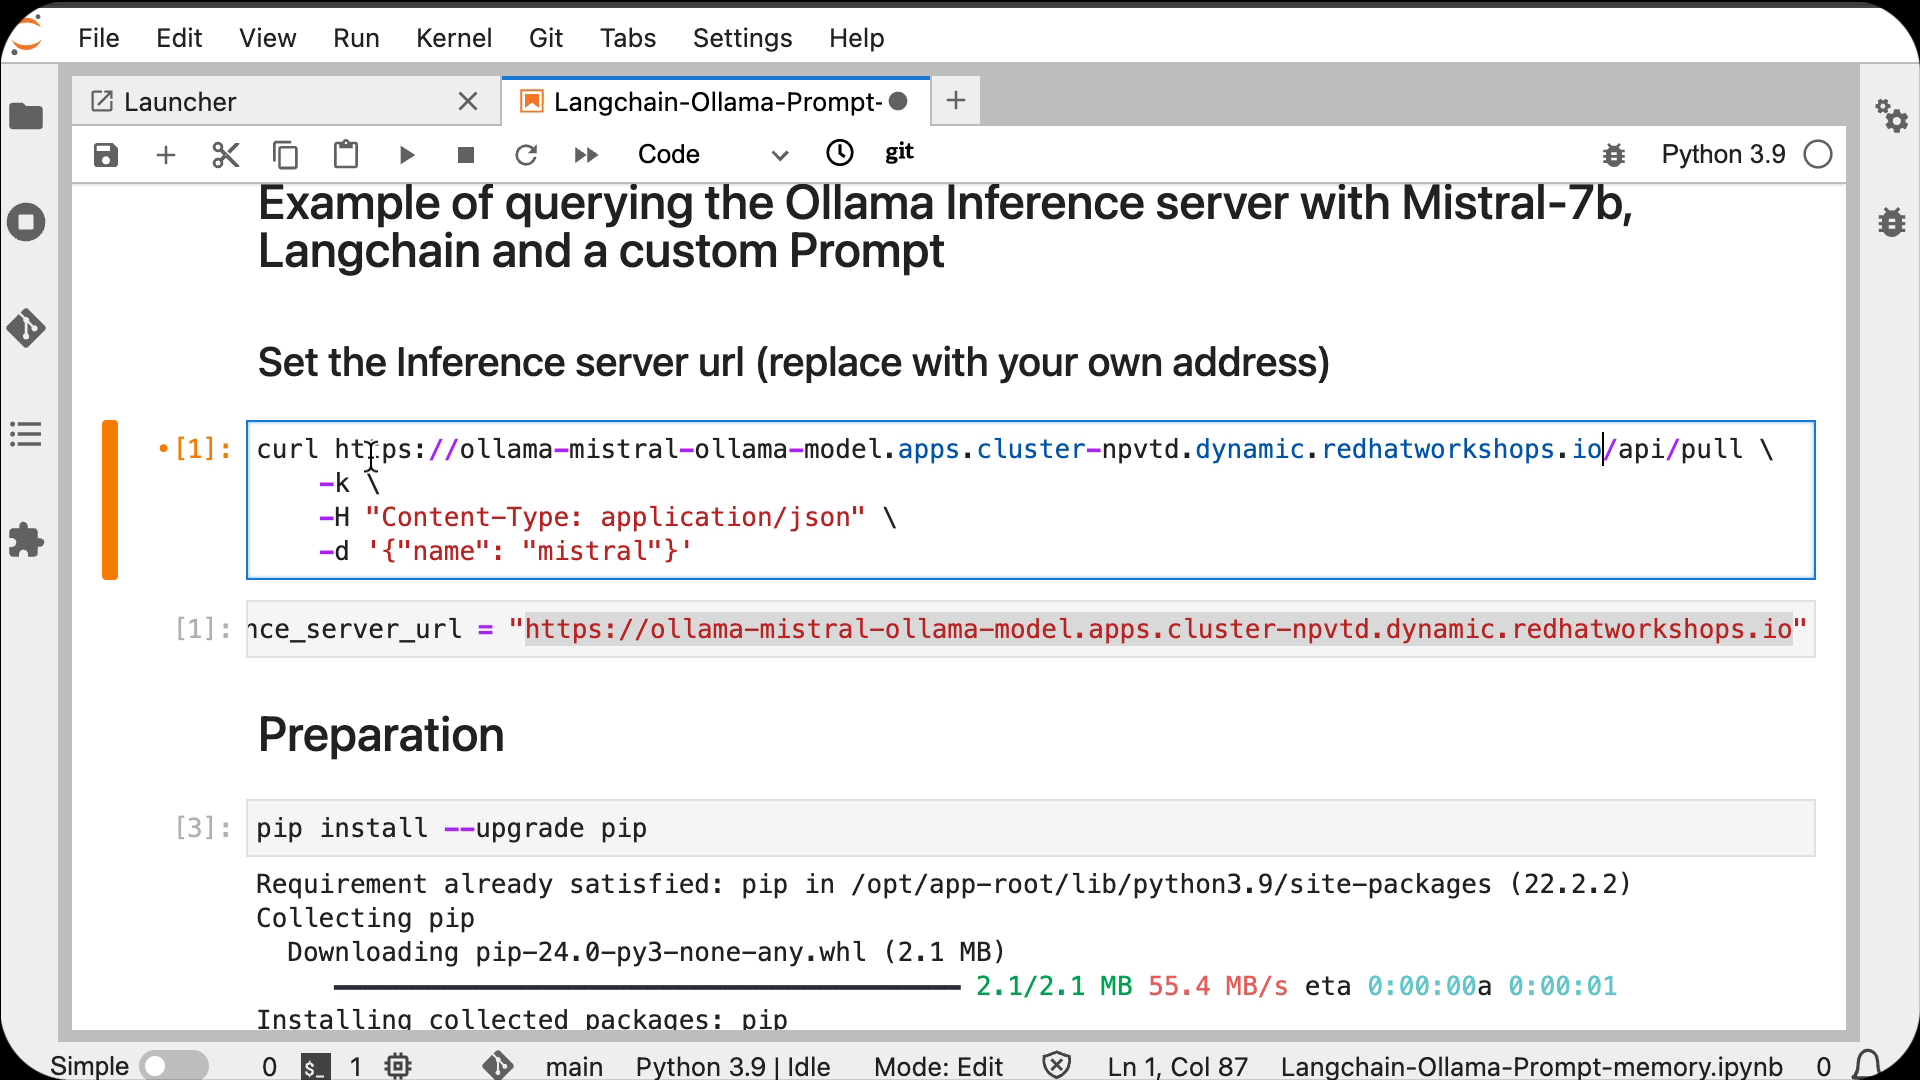 File Edit View Run Kernel Git Tabs Settings Help
Launcher Langchain-Ollama-Prompt-
Code git Python 3.9
Example of querying the Ollama Inference server with Mistral-7b,
Langchain and a custom Prompt
Set the Inference server url (replace with your own address)
[1]: curl https://ollama-mistral-ollama-model.apps.cluster-npvtd.dynamic.redhatworkshops.io/api/pull \
-k \
-H "Content-Type: application/json" \
-d '{"name": "mistral"}'
[1]: nce_server_url = "https://ollama-mistral-ollama-model.apps.cluster-npvtd.dynamic.redhatworkshops.io"
Preparation
[3]: pip install --upgrade pip
Requirement already satisfied: pip in /opt/app-root/lib/python3.9/site-packages (22.2.2)
Collecting pip
Downloading pip-24.0-py3-none-any.whl (2.1 MB)
2.1/2.1 MB 55.4 MB/s eta 0:00:00a 0:00:01
Installing collected packages: pip
Simple 0 $_ 1 main Python 3.9 | Idle Mode: Edit Ln 1, Col 87 Langchain-Ollama-Prompt-memory.ipynb 0